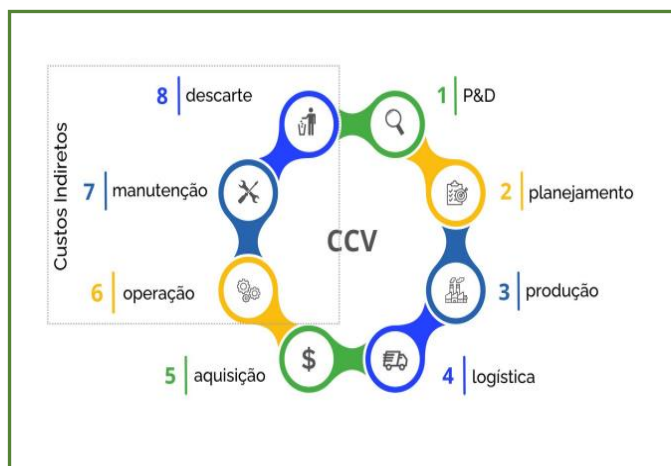 8 descarte
1 P&D
Custos Indiretos
7 manutenção
2 planejamento
CCV
6 operação
3 produção
5 aquisição
$
4 logística